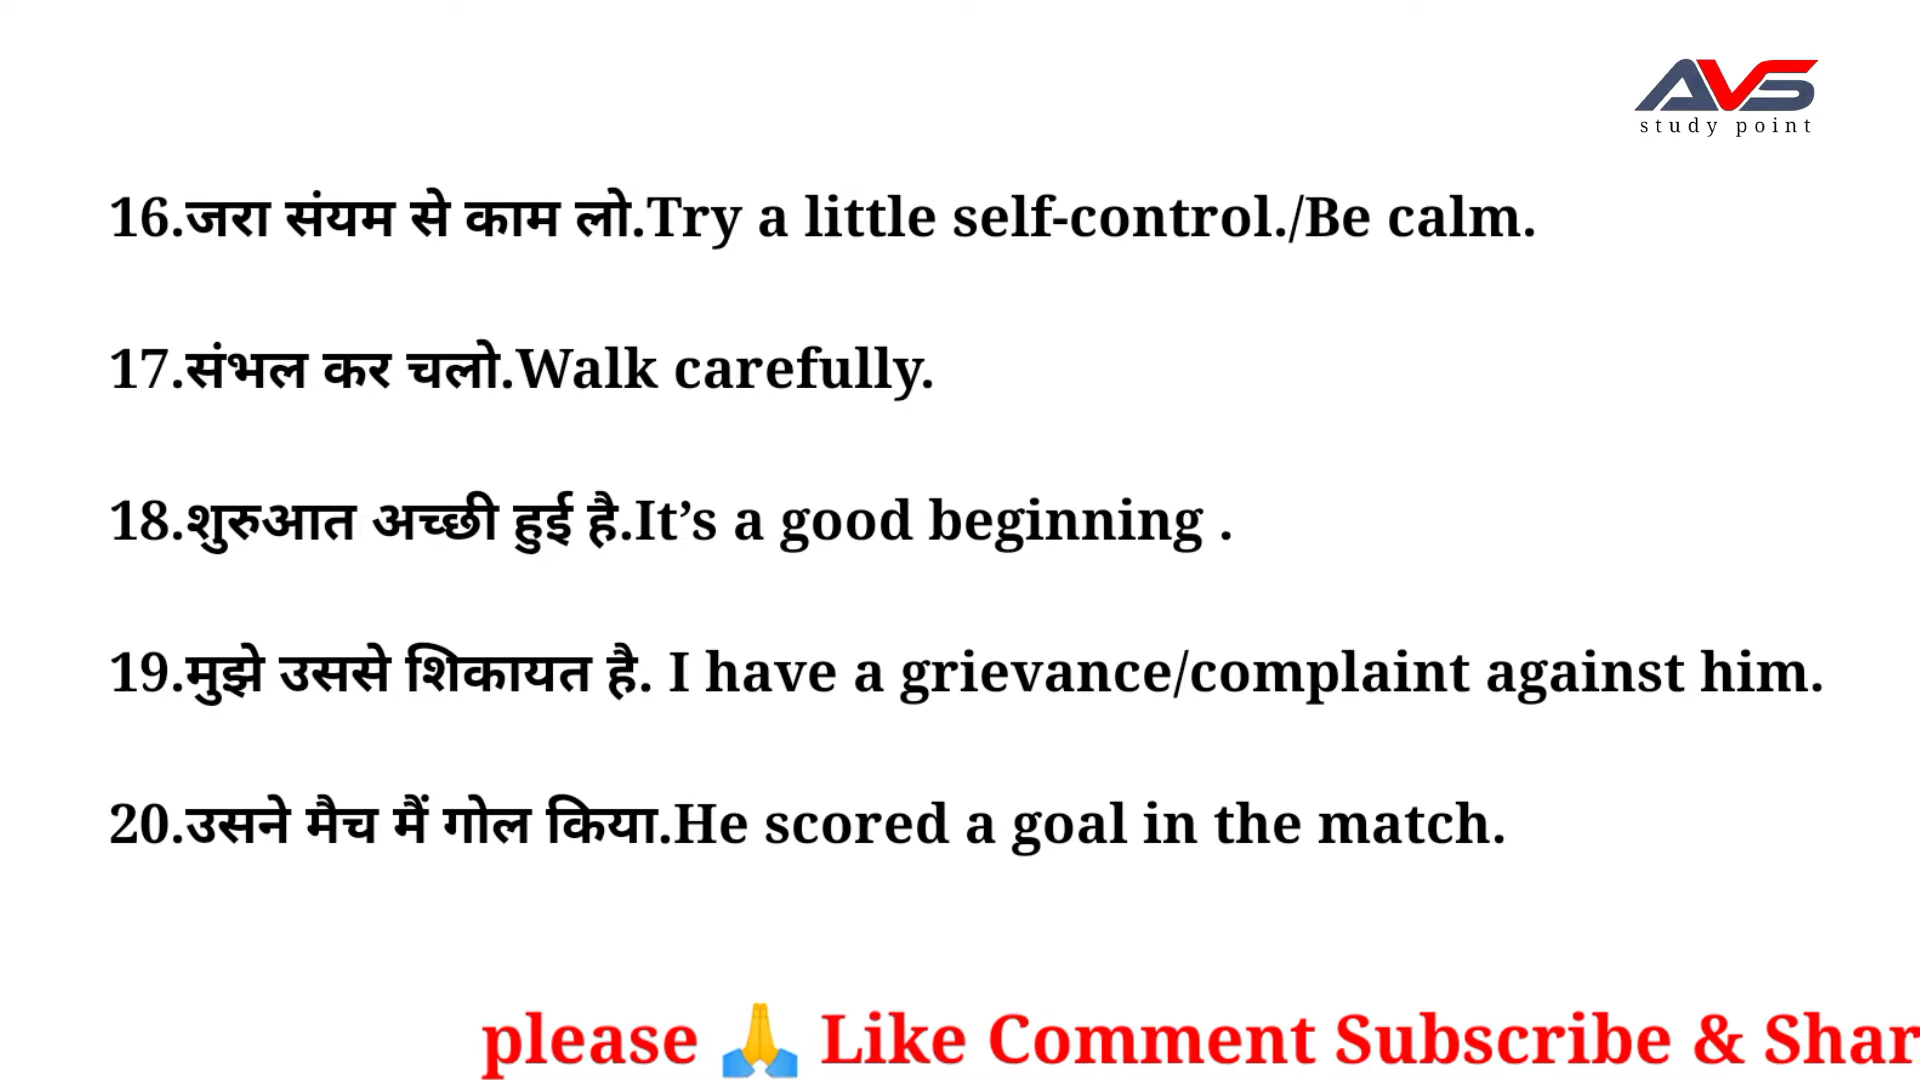 AVS
study point
16.जरा संयम से काम लो.Try a little self-control./Be calm.
17.संभल कर चलो.Walk carefully.
18.शुरुआत अच्छी हुई है.It’s a good beginning .
19.मुझे उससे शिकायत है. I have a grievance/complaint against him.
20.उसने मैच मैं गोल किया.He scored a goal in the match.
please 🙏 Like Comment Subscribe & Shar